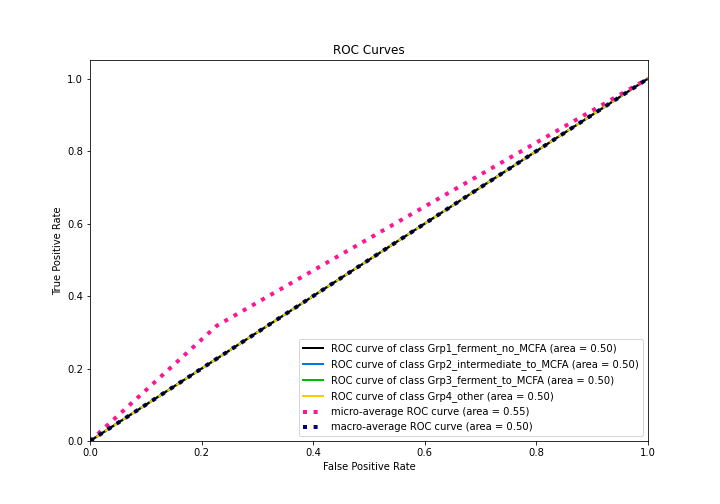 ROC Curves
True Positive Rate
1.0
0.8
0.6
0.4
0.2
0.0
ROC curve of class Grp1_ferment_no_MCFA (area = 0.50)
ROC curve of class Grp2_intermediate_to_MCFA (area = 0.50)
ROC curve of class Grp3_ferment_to_MCFA (area = 0.50)
ROC curve of class Grp4_other (area = 0.50)
micro-average ROC curve (area = 0.55)
macro-average ROC curve (area = 0.50)
0.0 0.2 0.4 0.6 0.8 1.0
False Positive Rate